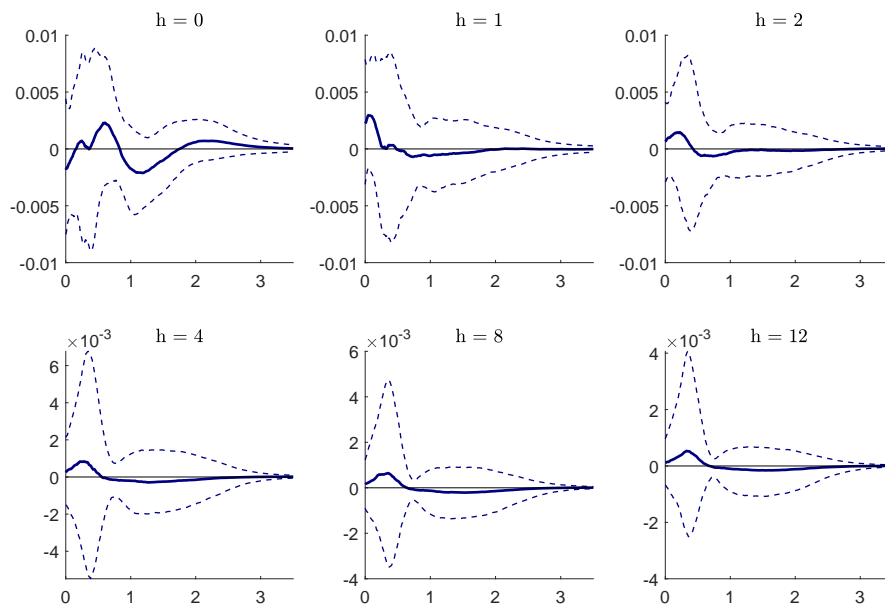 h = 0
0.01
0.005
0
-0.005
-0.01
0 1 2 3
h = 1
0.01
0.005
0
-0.005
-0.01
0 1 2 3
h = 2
0.01
0.005
0
-0.005
-0.01
0 1 2 3
h = 4
×10⁻³
6
4
2
0
-2
-4
0 1 2 3
h = 8
×10⁻³
6
4
2
0
-2
-4
0 1 2 3
h = 12
×10⁻³
4
2
0
-2
-4
0 1 2 3